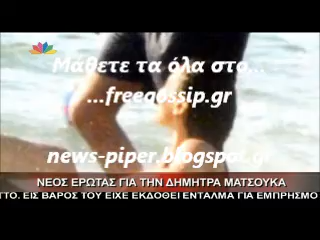 Μάθετε τα όλα στο...
...freegossip.gr
news-piper.blogspot.gr
ΝΕΟΣ ΕΡΩΤΑΣ ΓΙΑ ΤΗΝ ΔΗΜΗΤΡΑ ΜΑΤΣΟΥΚΑ
ΤΤΟ. ΕΙΣ ΒΑΡΟΣ ΤΟΥ ΕΙΧΕ ΕΚΔΟΘΕΙ ΕΝΤΑΛΜΑ ΓΙΑ ΕΜΠΡΗΣΜΟ